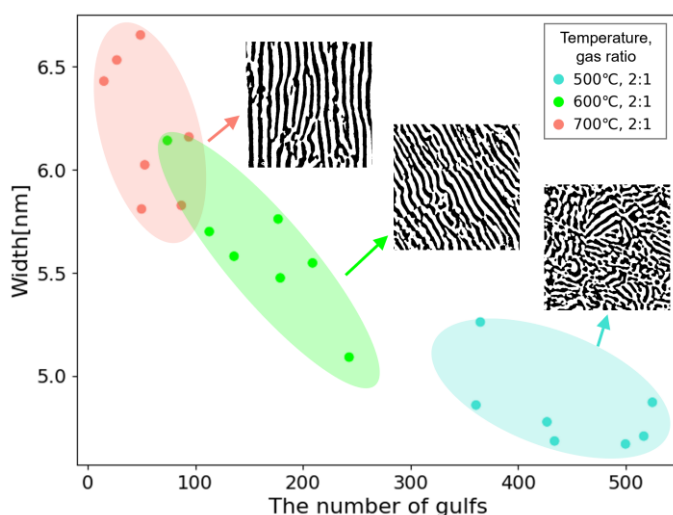 Temperature,
gas ratio
500℃, 2:1
600℃, 2:1
700℃, 2:1
6.5
6.0
5.5
5.0
Width[nm]
0 100 200 300 400 500
The number of gulfs